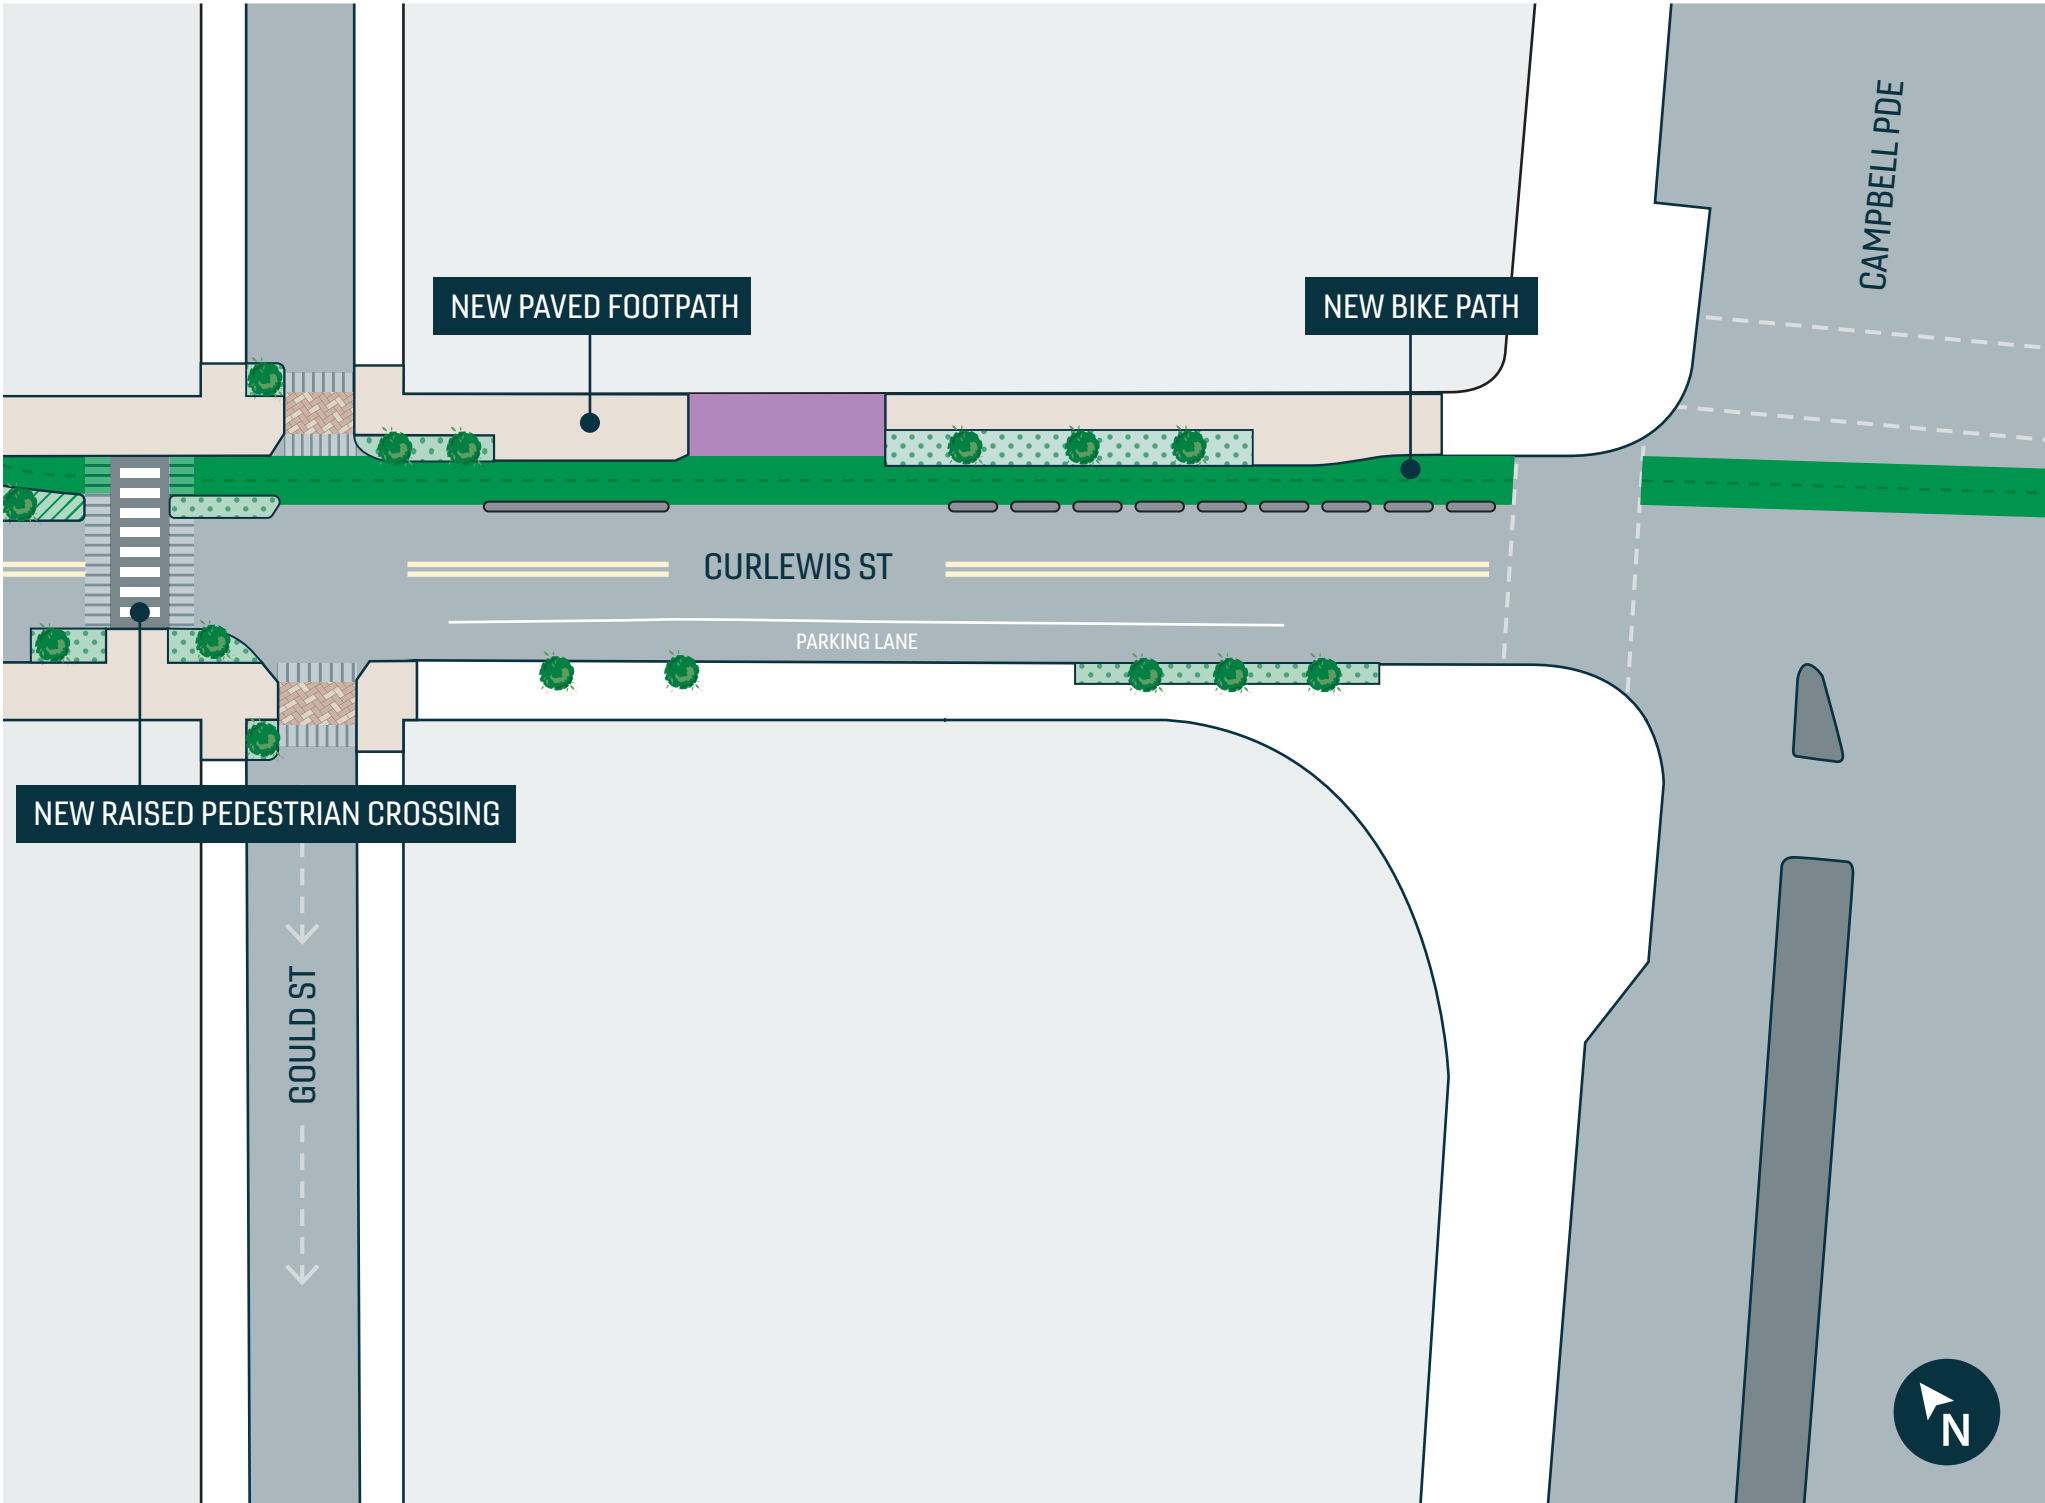 CAMPBELL PDE
NEW PAVED FOOTPATH
NEW BIKE PATH
CURLEWIS ST
PARKING LANE
NEW RAISED PEDESTRIAN CROSSING
GOULD ST
N